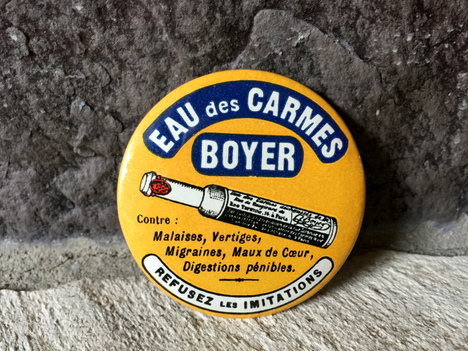 EAU des CARMES
BOYER
Contre :
Malaises, Vertiges,
Migraines, Maux de Cœur,
Digestions pénibles.
REFUSEZ LES IMITATIONS